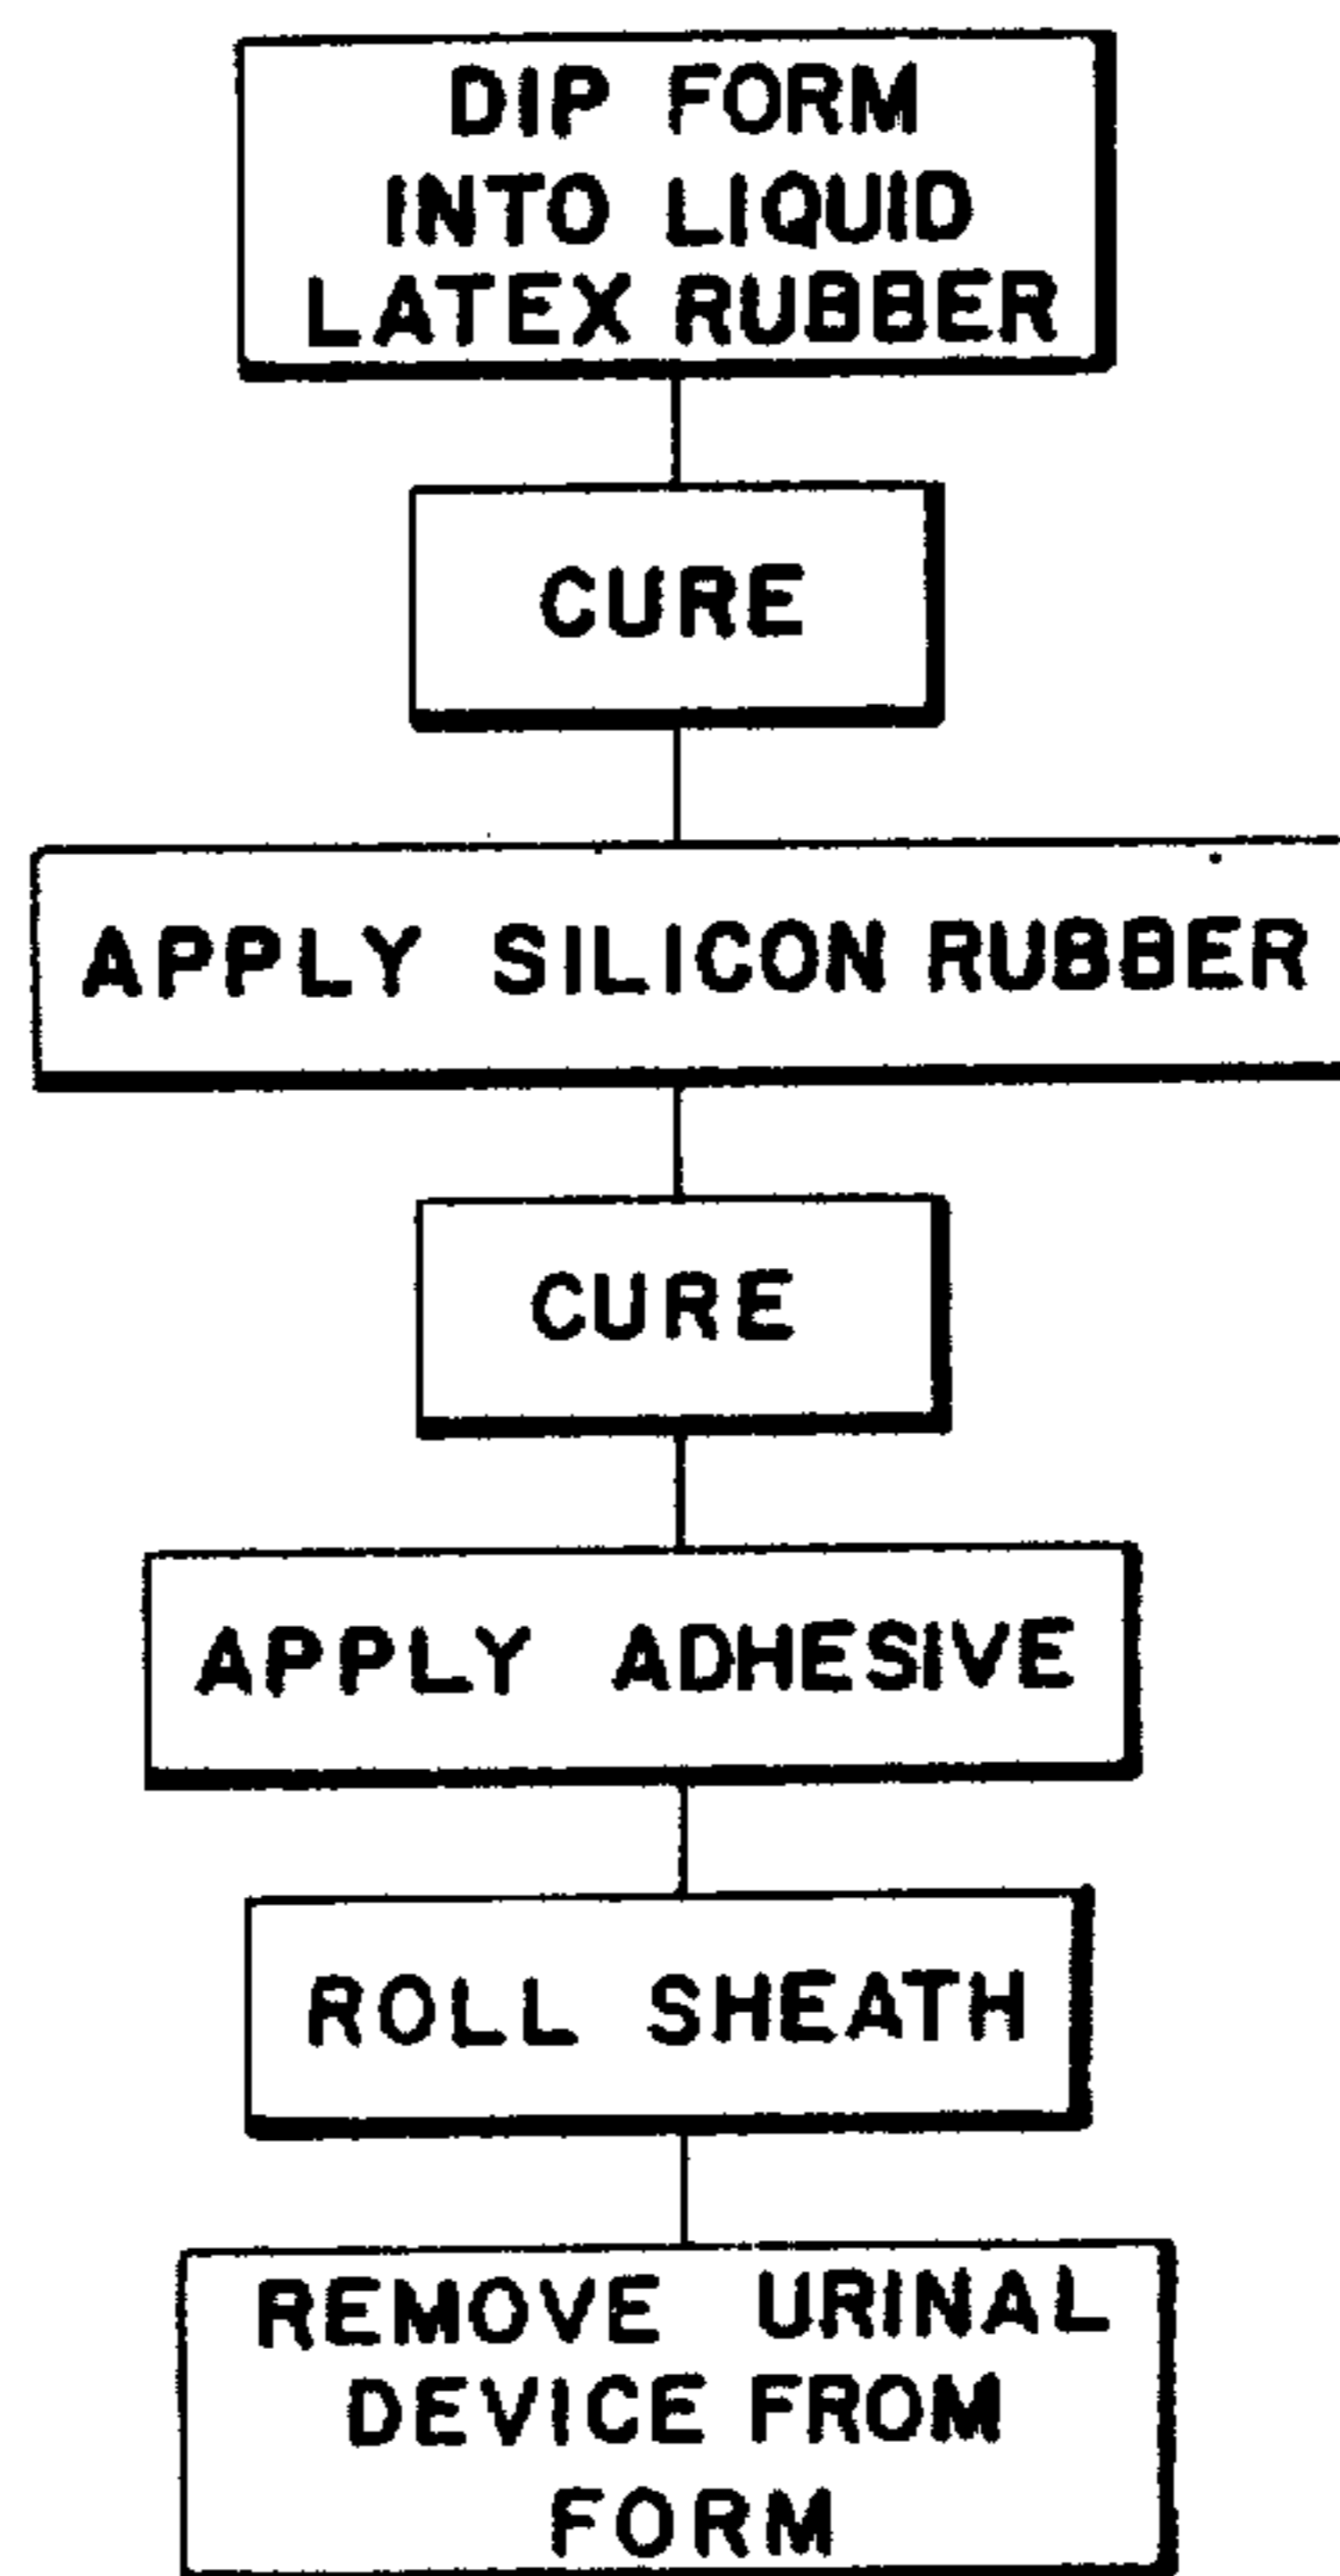 DIP FORM
INTO LIQUID
LATEX RUBBER
CURE
APPLY SILICON RUBBER
CURE
APPLY ADHESIVE
ROLL SHEATH
REMOVE URINAL
DEVICE FROM
FORM